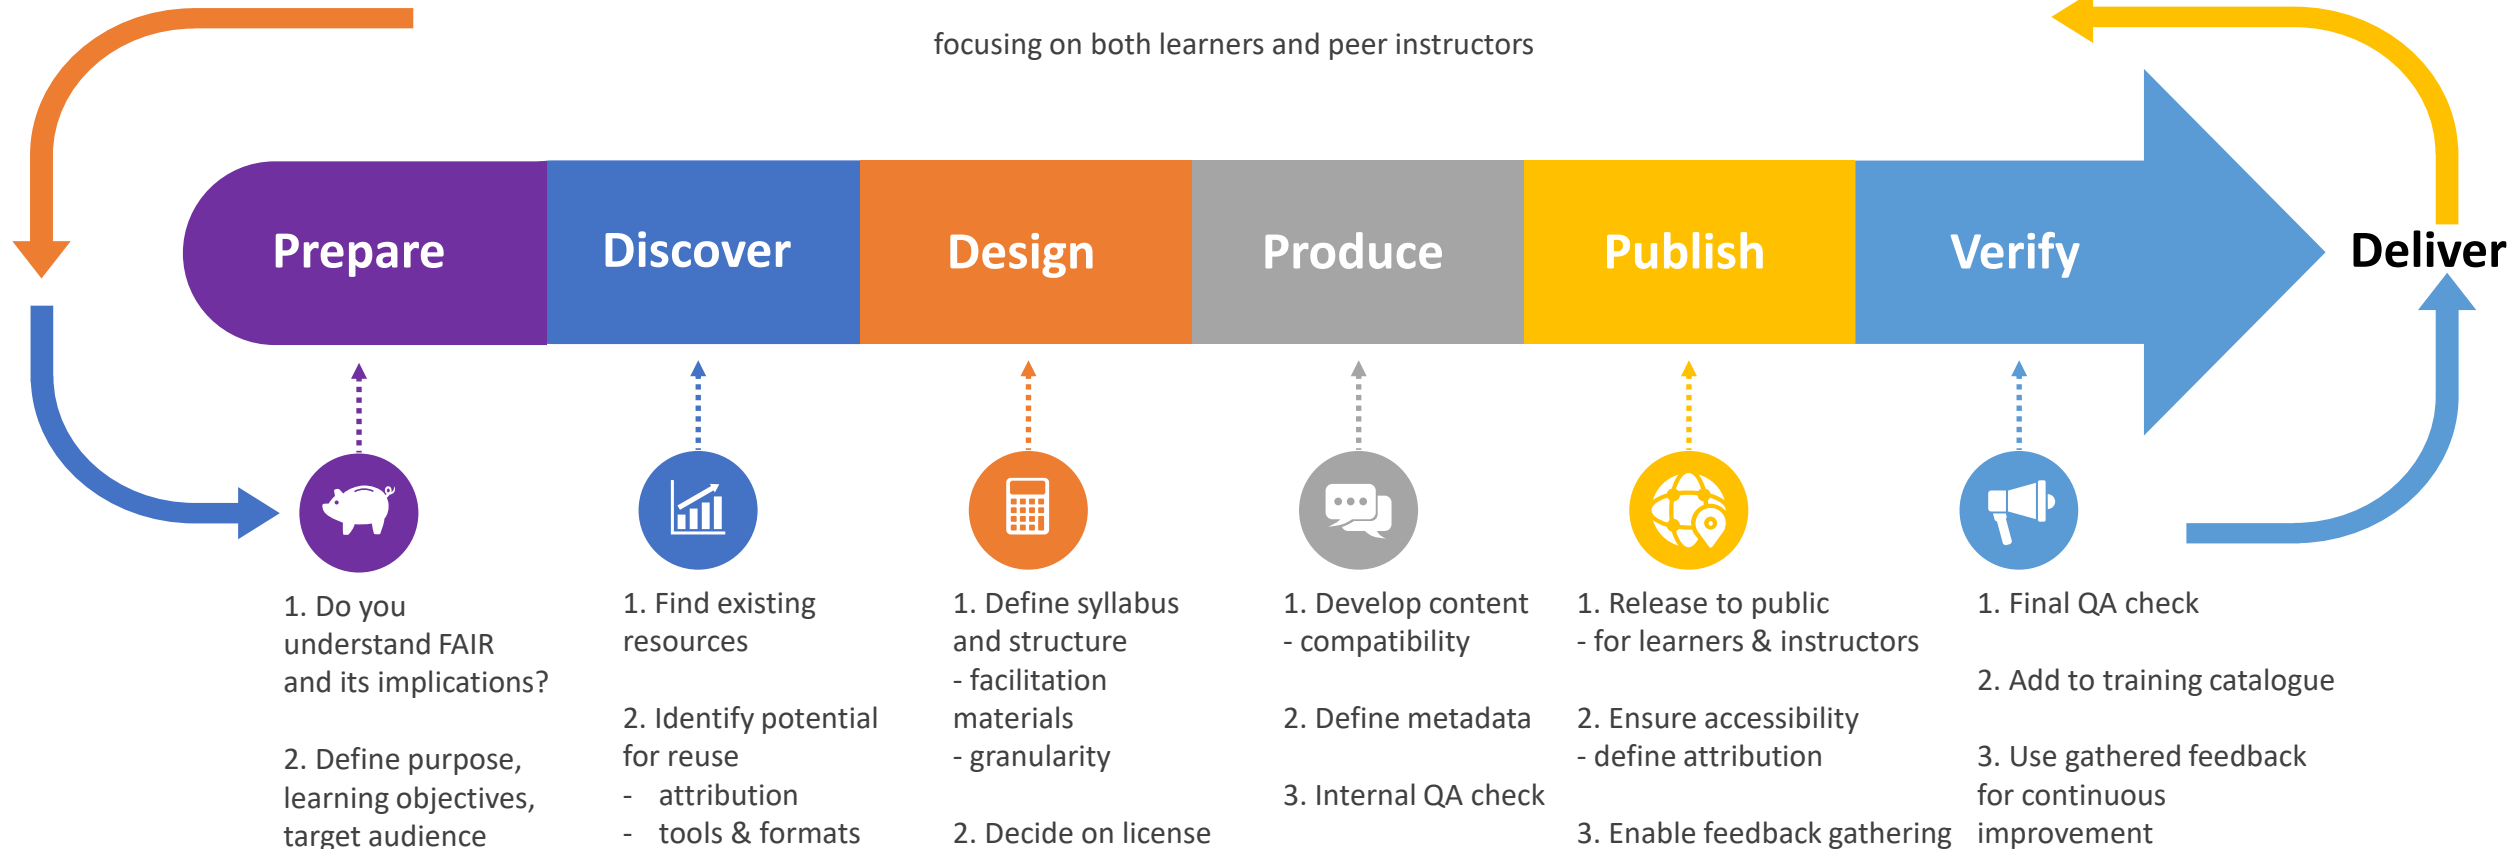 focusing on both learners and peer instructors
Prepare
Discover
Design
Produce
Publish
Verify
Deliver
1. Do you
understand FAIR
and its implications?
2. Define purpose,
learning objectives,
target audience
1. Find existing
resources
2. Identify potential
for reuse
- attribution
- tools & formats
1. Define syllabus
and structure
- facilitation
materials
- granularity
2. Decide on license
1. Develop content
- compatibility
2. Define metadata
3. Internal QA check
1. Release to public
- for learners & instructors
2. Ensure accessibility
- define attribution
3. Enable feedback gathering
1. Final QA check
2. Add to training catalogue
3. Use gathered feedback
for continuous
improvement